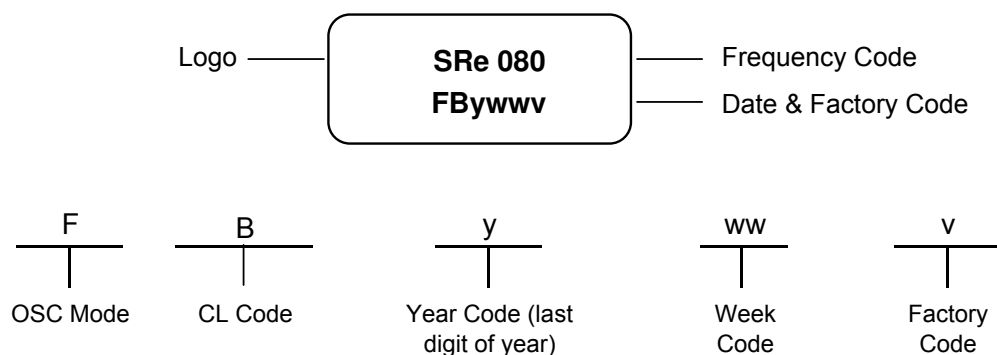 Logo
SRe 080
Frequency Code
FBywwv
Date & Factory Code
F
B
y
ww
v
OSC Mode
CL Code
Year Code (last
digit of year)
Week
Code
Factory
Code